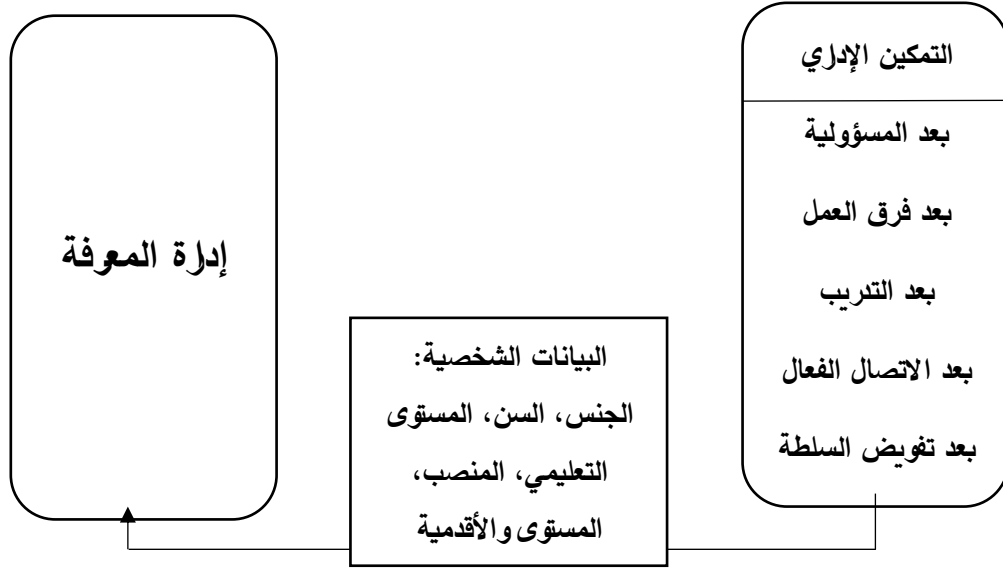 التمكين الإداري
بعد المسؤولية
بعد فرق العمل
بعد التدريب
بعد الاتصال الفعال
بعد تفويض السلطة
إدارة المعرفة
البيانات الشخصية:
الجنس، السن، المستوى
التعليمي، المنصب،
المستوى والأقدمية